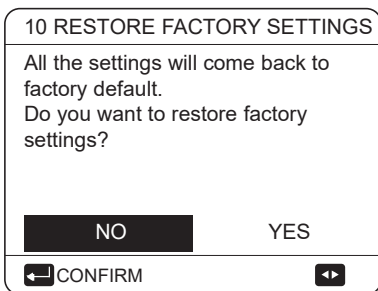 10 RESTORE FACTORY SETTINGS
All the settings will come back to
factory default.
Do you want to restore factory
settings?
NO YES
CONFIRM